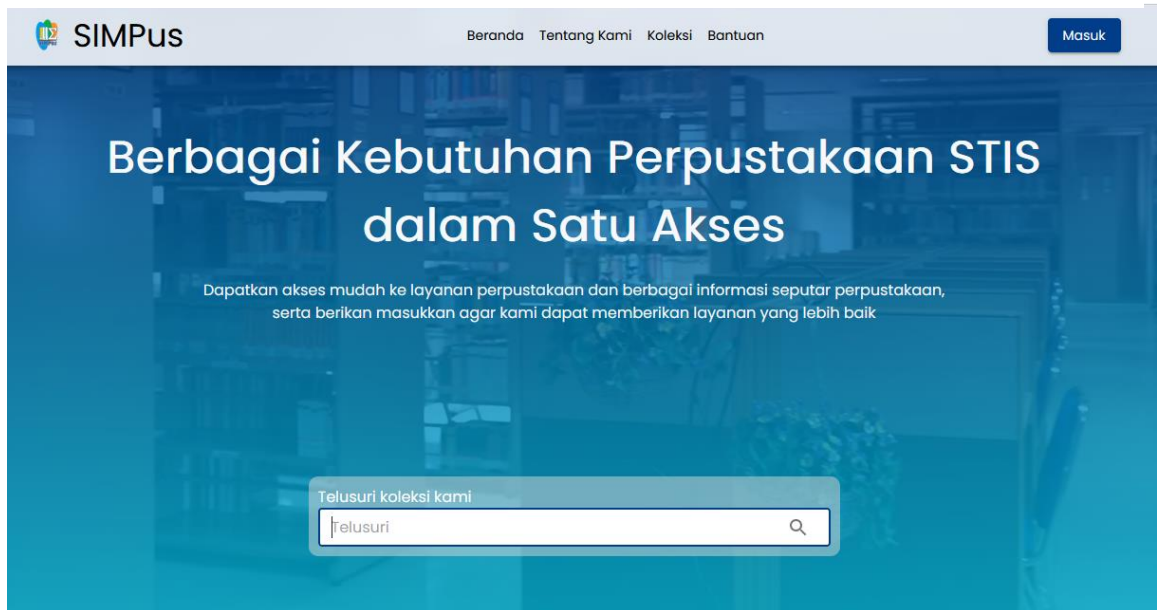 SIMPus
Beranda Tentang Kami Koleksi Bantuan
Masuk
Berbagai Kebutuhan Perpustakaan STIS
dalam Satu Akses
Dapatkan akses mudah ke layanan perpustakaan dan berbagai informasi seputar perpustakaan,
serta berikan masukkan agar kami dapat memberikan layanan yang lebih baik
Telusuri koleksi kami
Telusuri